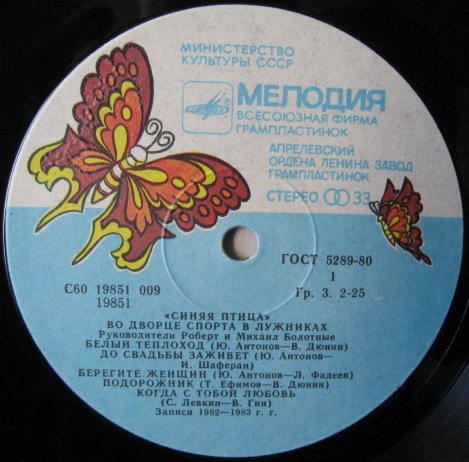 МИНИСТЕРСТВО
КУЛЬТУРЫ СССР
МЕЛОДИЯ
ВСЕСОЮЗНАЯ ФИРМА
ГРАМПЛАСТИНОК
АПРЕЛЕВСКИЙ
ОРДЕНА ЛЕНИНА ЗАВОД
ГРАМПЛАСТИНОК
СТЕРЕО 33
ГОСТ 5289-80
С60 19851 009
1
19851
Гр. 3. 2-25
«СИНЯЯ ПТИЦА»
ВО ДВОРЦЕ СПОРТА В ЛУЖНИКАХ
Руководители Роберт и Михаил Болотные
БЕЛЫЙ ТЕПЛОХОД (Ю. Антонов—В. Дюнин)
ДО СВАДЬБЫ ЗАЖИВЕТ (Ю. Антонов—
И. Шаферан)
БЕРЕГИТЕ ЖЕНЩИН (Ю. Антонов—Л. Фадеев)
ПОДОРОЖНИК (Т. Ефимов—В. Дюнин)
КОГДА С ТОБОЙ ЛЮБОВЬ
(С. Левкин—В. Гин)
Записи 1982—1983 г. г.